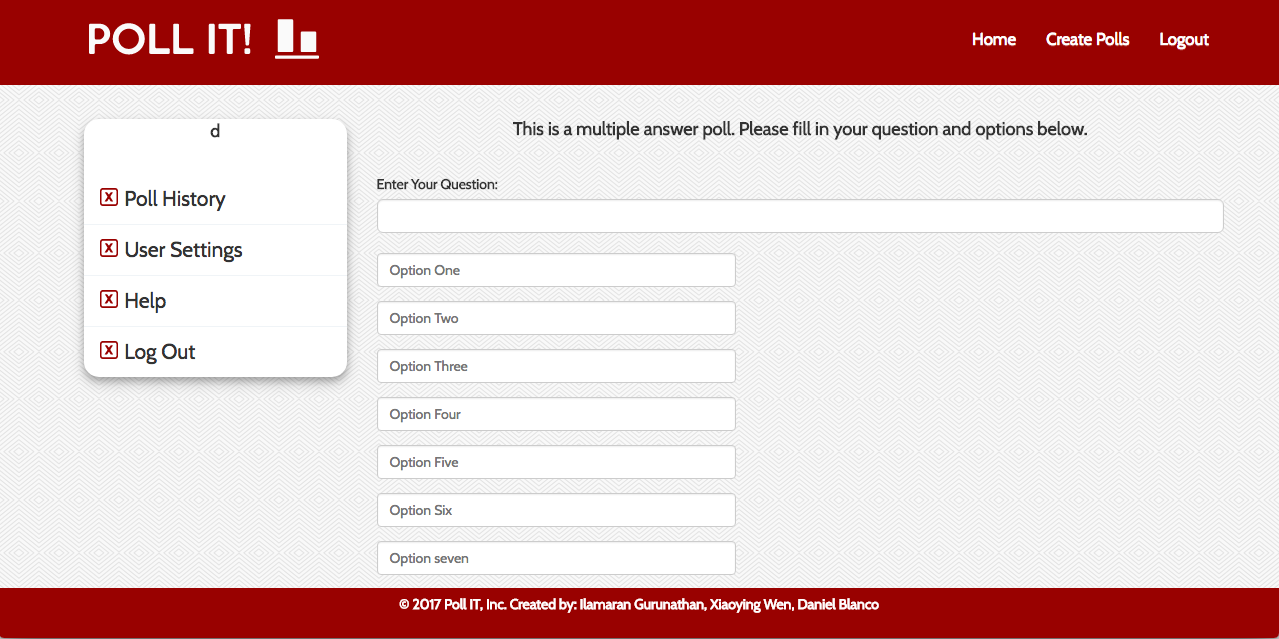 POLL IT!
Home Create Polls Logout
d
Poll History
User Settings
Help
Log Out
This is a multiple answer poll. Please fill in your question and options below.
Enter Your Question:
Option One
Option Two
Option Three
Option Four
Option Five
Option Six
Option seven
© 2017 Poll IT, Inc. Created by: Ilamaran Gurunathan, Xiaoying Wen, Daniel Blanco